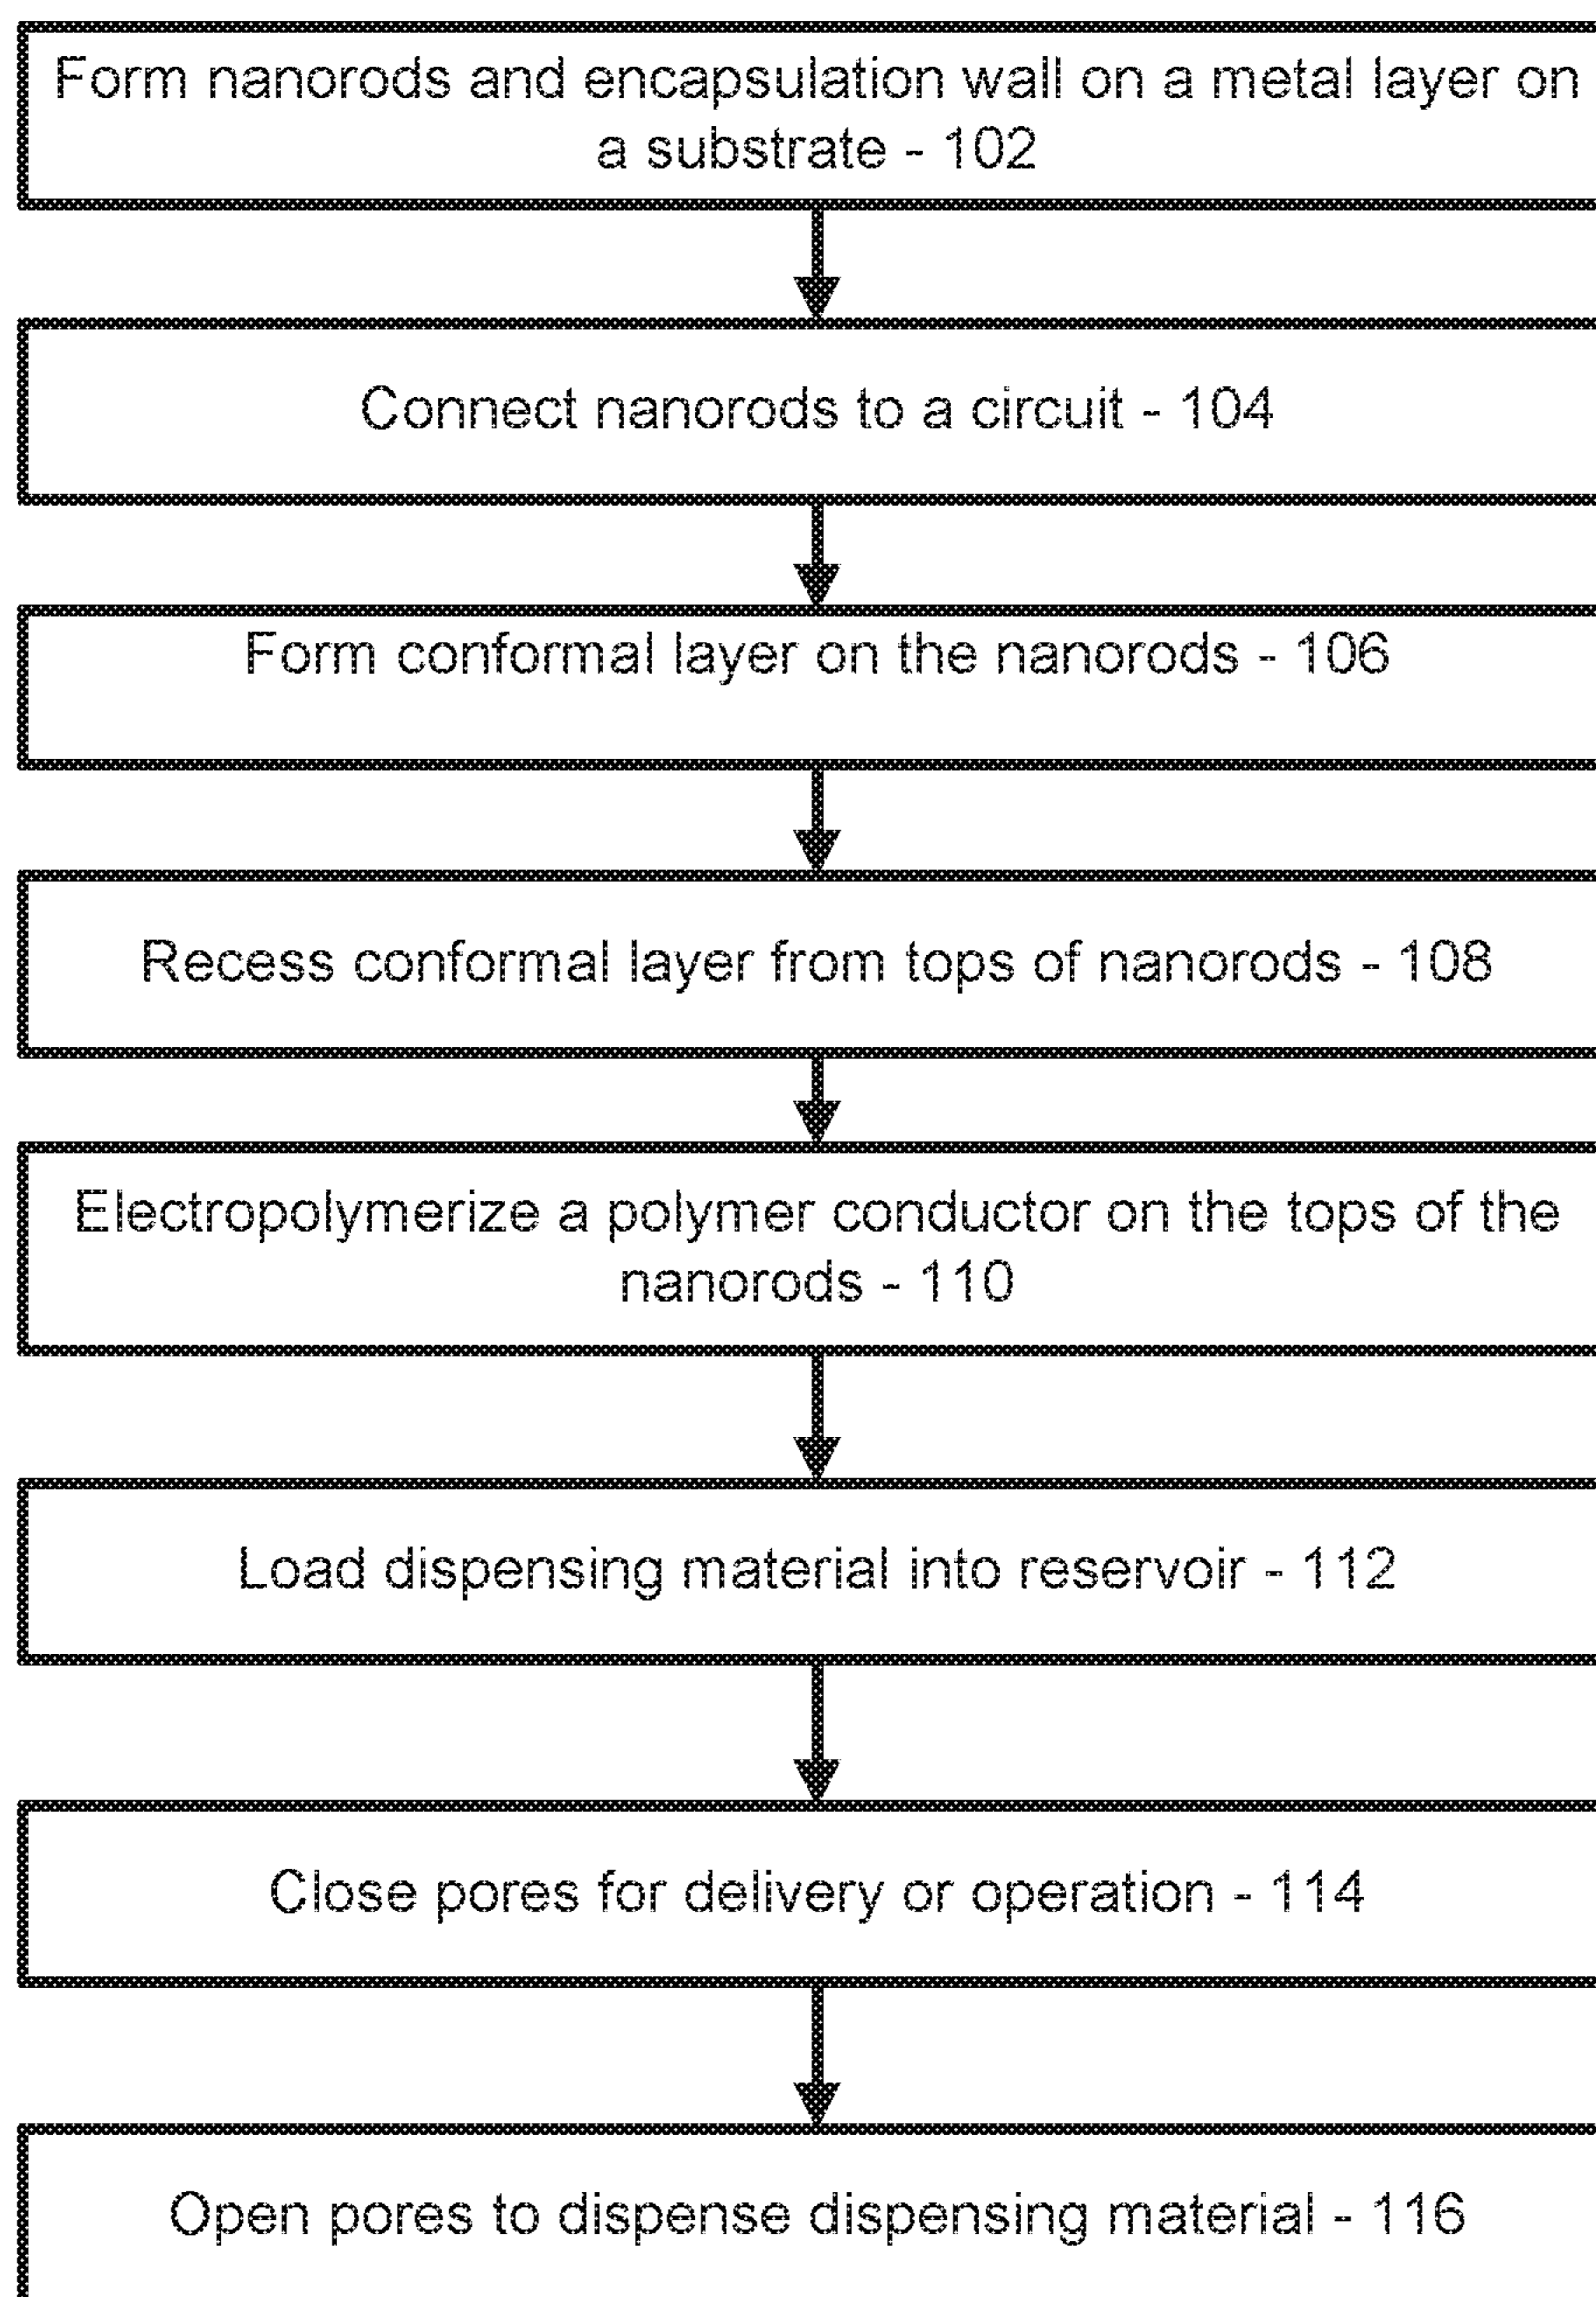 Form nanorods and encapsulation wall on a metal layer on
a substrate - 102
Connect nanorods to a circuit - 104
Form conformal layer on the nanorods - 106
Recess conformal layer from tops of nanorods - 108
Electropolymerize a polymer conductor on the tops of the
nanorods - 110
Load dispensing material into reservoir - 112
Close pores for delivery or operation - 114
Open pores to dispense dispensing material - 116